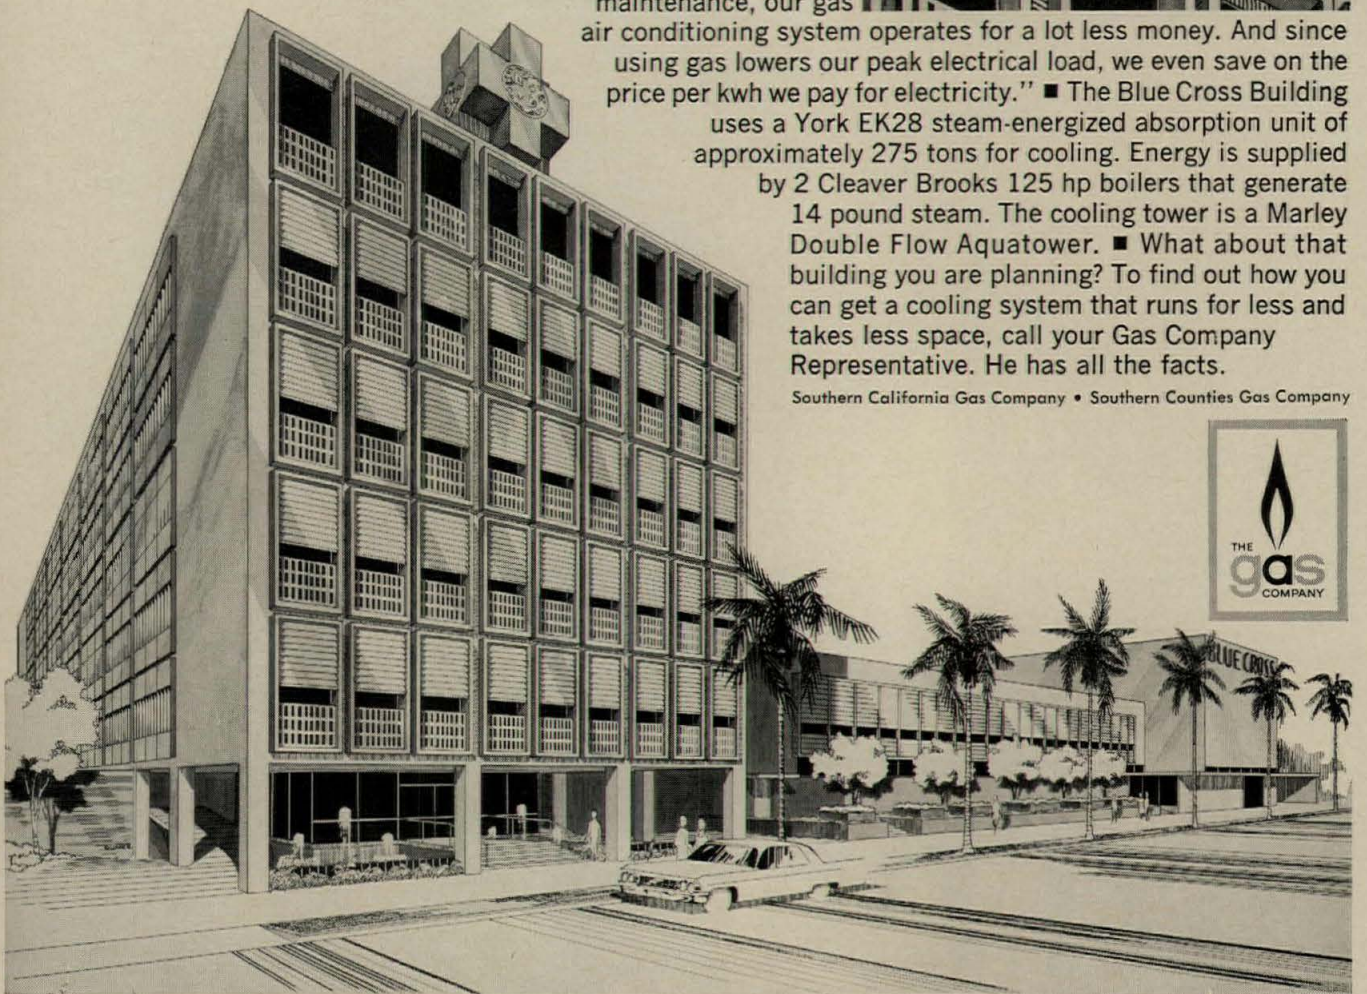 maintenance, our gas
air conditioning system operates for a lot less money. And since
using gas lowers our peak electrical load, we even save on the
price per kwh we pay for electricity.” ■ The Blue Cross Building
uses a York EK28 steam-energized absorption unit of
approximately 275 tons for cooling. Energy is supplied
by 2 Cleaver Brooks 125 hp boilers that generate
14 pound steam. The cooling tower is a Marley
Double Flow Aquatower. ■ What about that
building you are planning? To find out how you
can get a cooling system that runs for less and
takes less space, call your Gas Company
Representative. He has all the facts.
Southern California Gas Company • Southern Counties Gas Company
THE
gas
COMPANY
BLUE CROSS